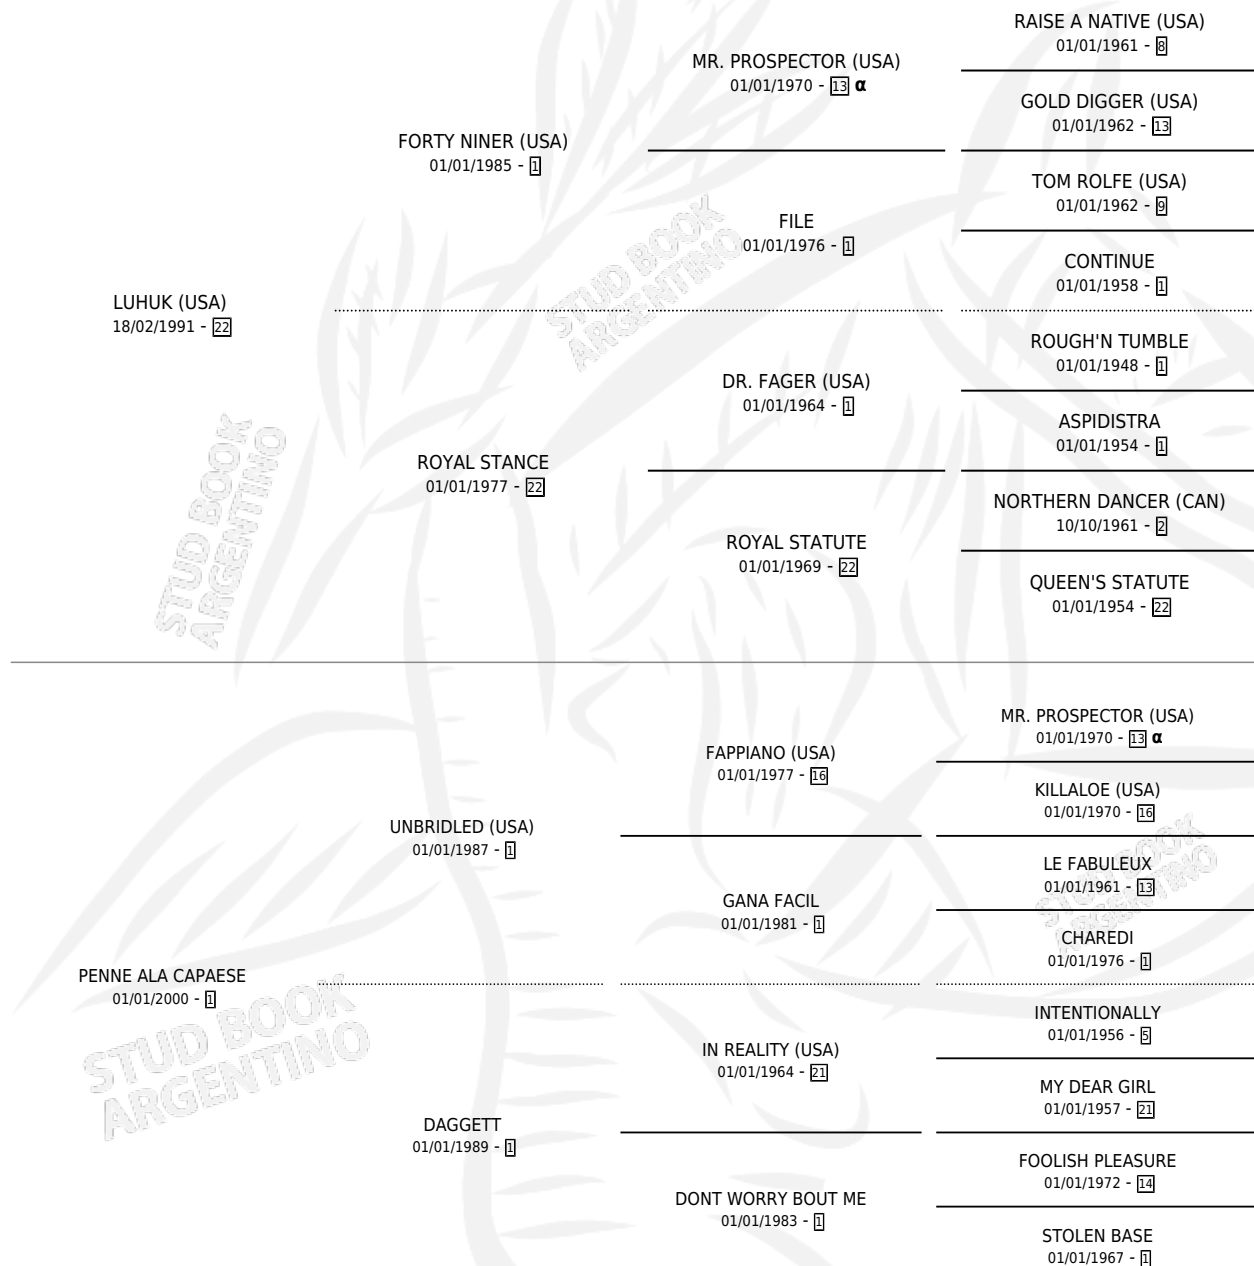 RAISE A NATIVE (USA)
01/01/1961 - 8
MR. PROSPECTOR (USA)
01/01/1970 - 13 α
GOLD DIGGER (USA)
01/01/1962 - 13
FORTY NINER (USA)
01/01/1985 - 1
TOM ROLFE (USA)
01/01/1962 - 9
FILE
01/01/1976 - 1
CONTINUE
01/01/1958 - 1
LUHUK (USA)
18/02/1991 - 22
ROUGH'N TUMBLE
01/01/1948 - 1
DR. FAGER (USA)
01/01/1964 - 1
ASPIDISTRA
01/01/1954 - 1
ROYAL STANCE
01/01/1977 - 22
NORTHERN DANCER (CAN)
10/10/1961 - 2
ROYAL STATUTE
01/01/1969 - 22
QUEEN'S STATUTE
01/01/1954 - 22
MR. PROSPECTOR (USA)
01/01/1970 - 13 α
FAPPIANO (USA)
01/01/1977 - 16
KILLALOE (USA)
01/01/1970 - 16
UNBRIDLED (USA)
01/01/1987 - 1
LE FABULEUX
01/01/1961 - 13
GANA FACIL
01/01/1981 - 1
CHAREDI
01/01/1976 - 1
PENNE ALA CAPAESE
01/01/2000 - 1
INTENTIONALLY
01/01/1956 - 5
IN REALITY (USA)
01/01/1964 - 21
MY DEAR GIRL
01/01/1957 - 21
DAGGETT
01/01/1989 - 1
FOOLISH PLEASURE
01/01/1972 - 14
DONT WORRY BOUT ME
01/01/1983 - 1
STOLEN BASE
01/01/1967 - 1
STUD BOOK
ARGENTINO
STUD BOOK
ARGENTINO
STUD BOOK
ARGENTINO
STUD BOOK
ARGENTINO